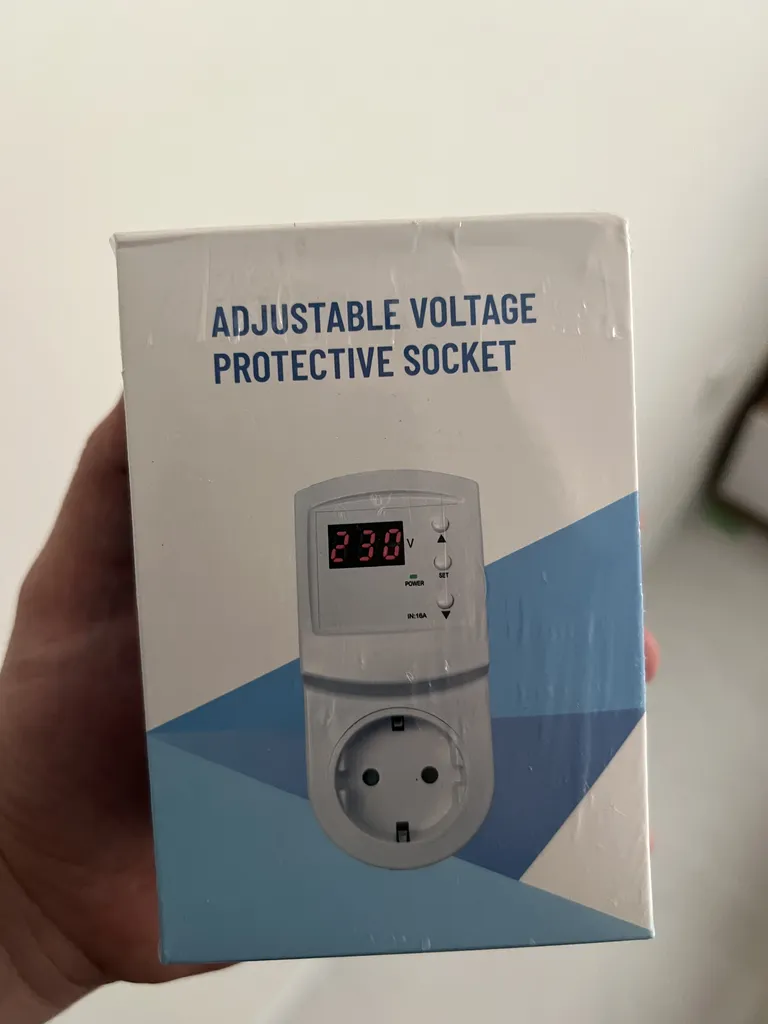 ADJUSTABLE VOLTAGE
PROTECTIVE SOCKET
230 V
▲
POWER SET
IN:16A ▼